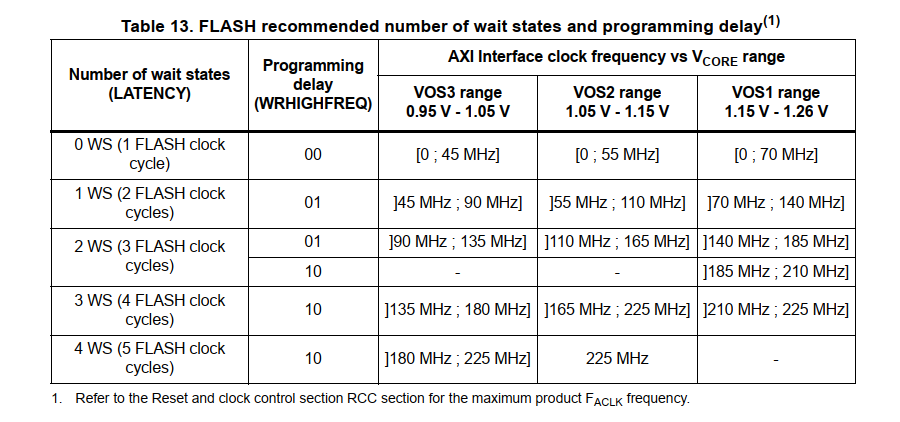 Table 13. FLASH recommended number of wait states and programming delay(1)
Number of wait states
(LATENCY)
Programming
delay
(WRHIGHFREQ)
AXI Interface clock frequency vs VCORE range
VOS3 range
0.95 V - 1.05 V
VOS2 range
1.05 V - 1.15 V
VOS1 range
1.15 V - 1.26 V
0 WS (1 FLASH clock
cycle)
00
[0 ; 45 MHz]
[0 ; 55 MHz]
[0 ; 70 MHz]
1 WS (2 FLASH clock
cycles)
01
]45 MHz ; 90 MHz]
]55 MHz ; 110 MHz]
]70 MHz ; 140 MHz]
2 WS (3 FLASH clock
cycles)
01
]90 MHz ; 135 MHz]
]110 MHz ; 165 MHz]
]140 MHz ; 185 MHz]
10
-
-
]185 MHz ; 210 MHz]
3 WS (4 FLASH clock
cycles)
10
]135 MHz ; 180 MHz]
]165 MHz ; 225 MHz]
]210 MHz ; 225 MHz]
4 WS (5 FLASH clock
cycles)
10
]180 MHz ; 225 MHz]
225 MHz
-
1. Refer to the Reset and clock control section RCC section for the maximum product FACLK frequency.